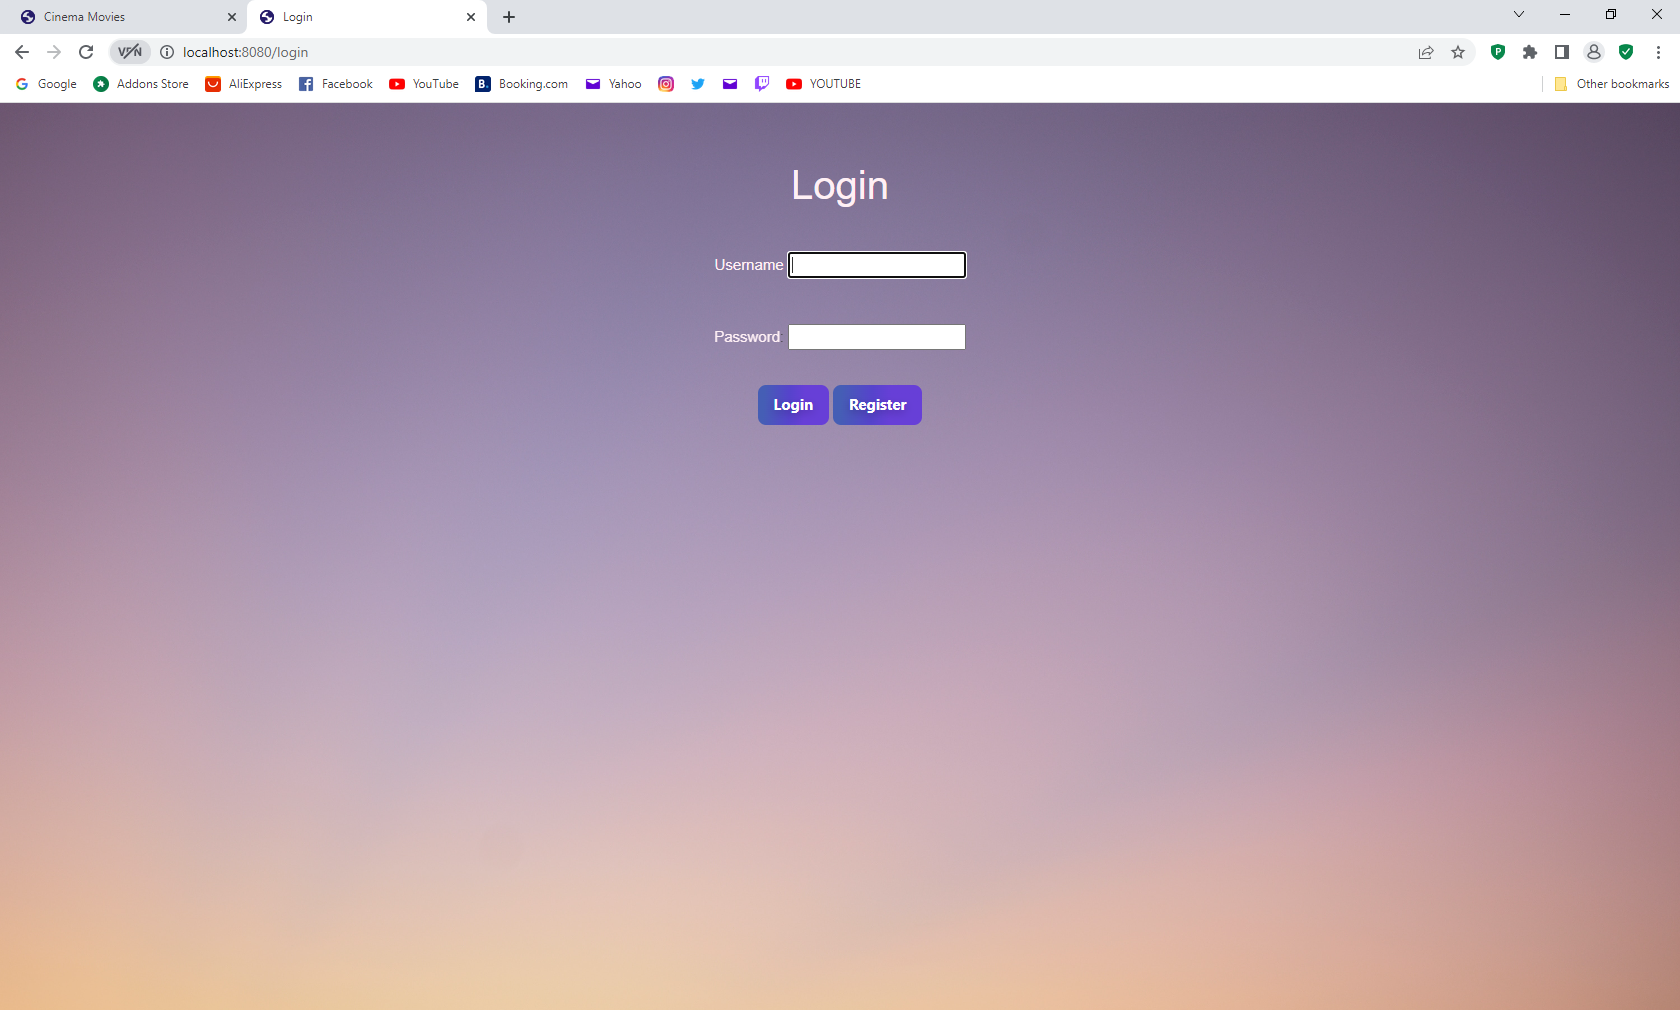 Cinema Movies
Login
VPN
localhost:8080/login
Google
Addons Store
AliExpress
Facebook
YouTube
B. Booking.com
Yahoo
YOUTUBE
Other bookmarks
Login
Username
Password
Login
Register